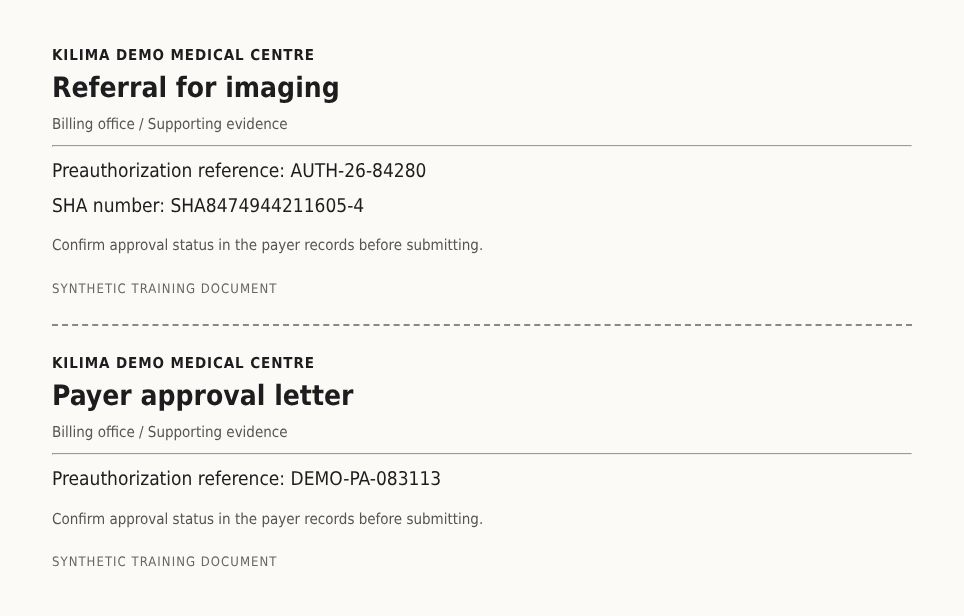 KILIMA DEMO MEDICAL CENTRE
Referral for imaging
Billing office / Supporting evidence
Preauthorization reference: AUTH-26-84280
SHA number: SHA8474944211605-4
Confirm approval status in the payer records before submitting.
SYNTHETIC TRAINING DOCUMENT
KILIMA DEMO MEDICAL CENTRE
Payer approval letter
Billing office / Supporting evidence
Preauthorization reference: DEMO-PA-083113
Confirm approval status in the payer records before submitting.
SYNTHETIC TRAINING DOCUMENT